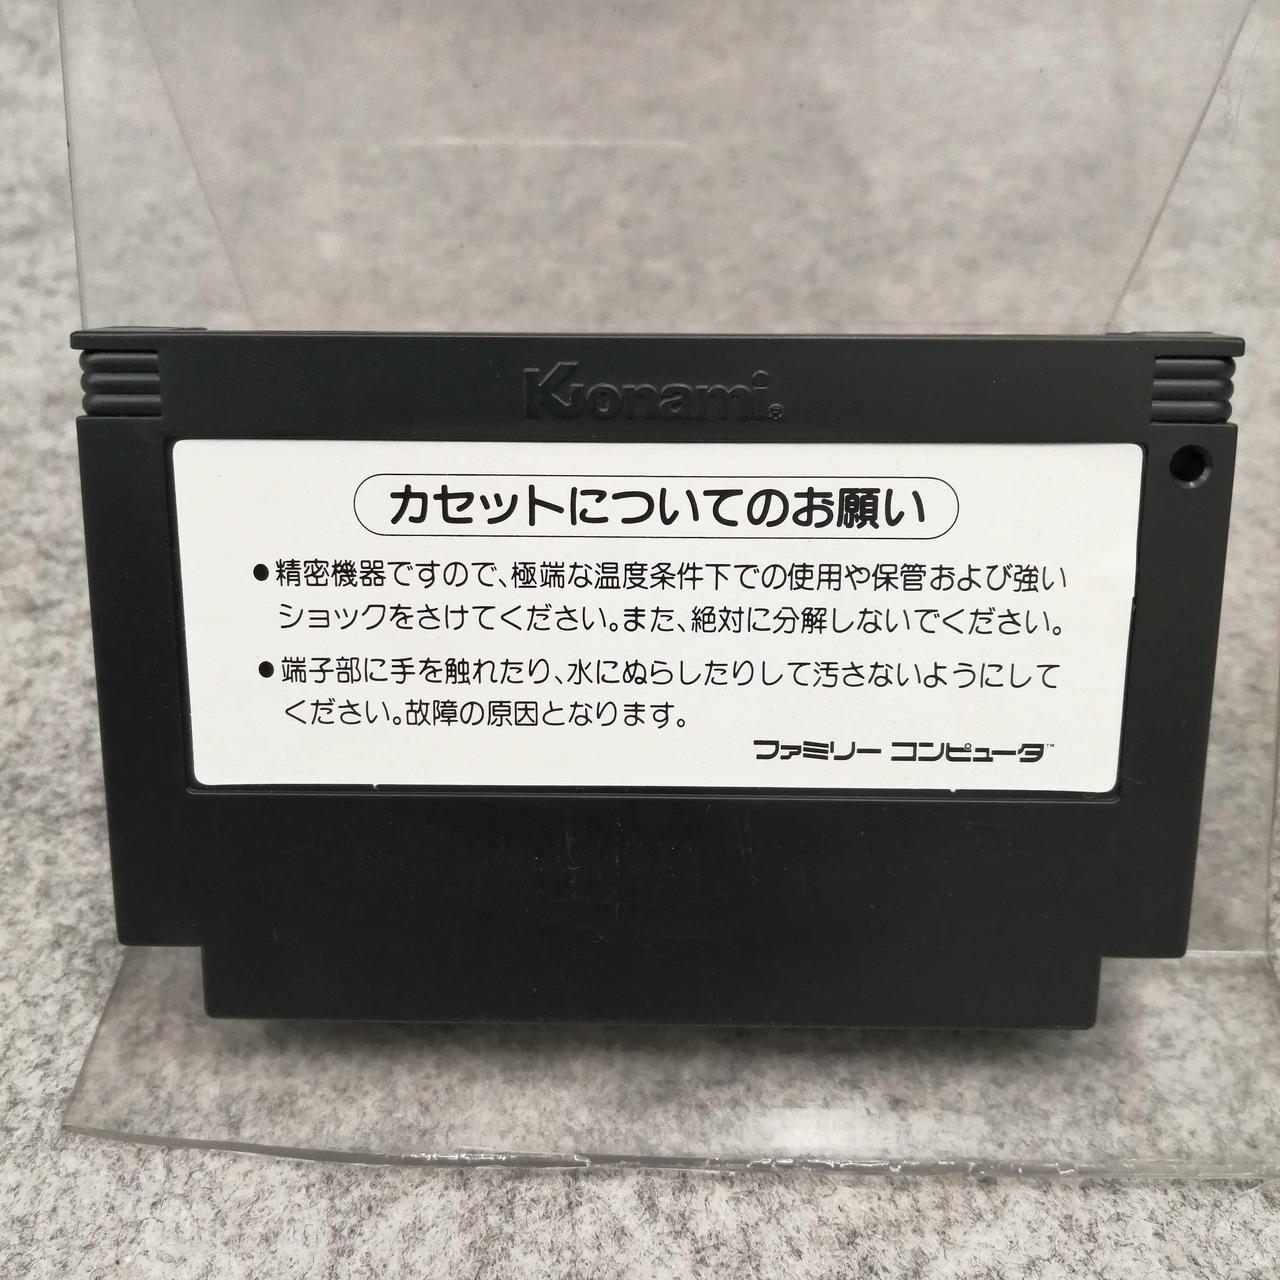 Konami®
カセットについてのお願い
●精密機器ですので、極端な温度条件下での使用や保管および強い
ショックをさけてください。また、絶対に分解しないでください。
●端子部に手を触れたり、水にぬらしたりして汚さないようにして
ください。故障の原因となります。
ファミリー コンピュータ™